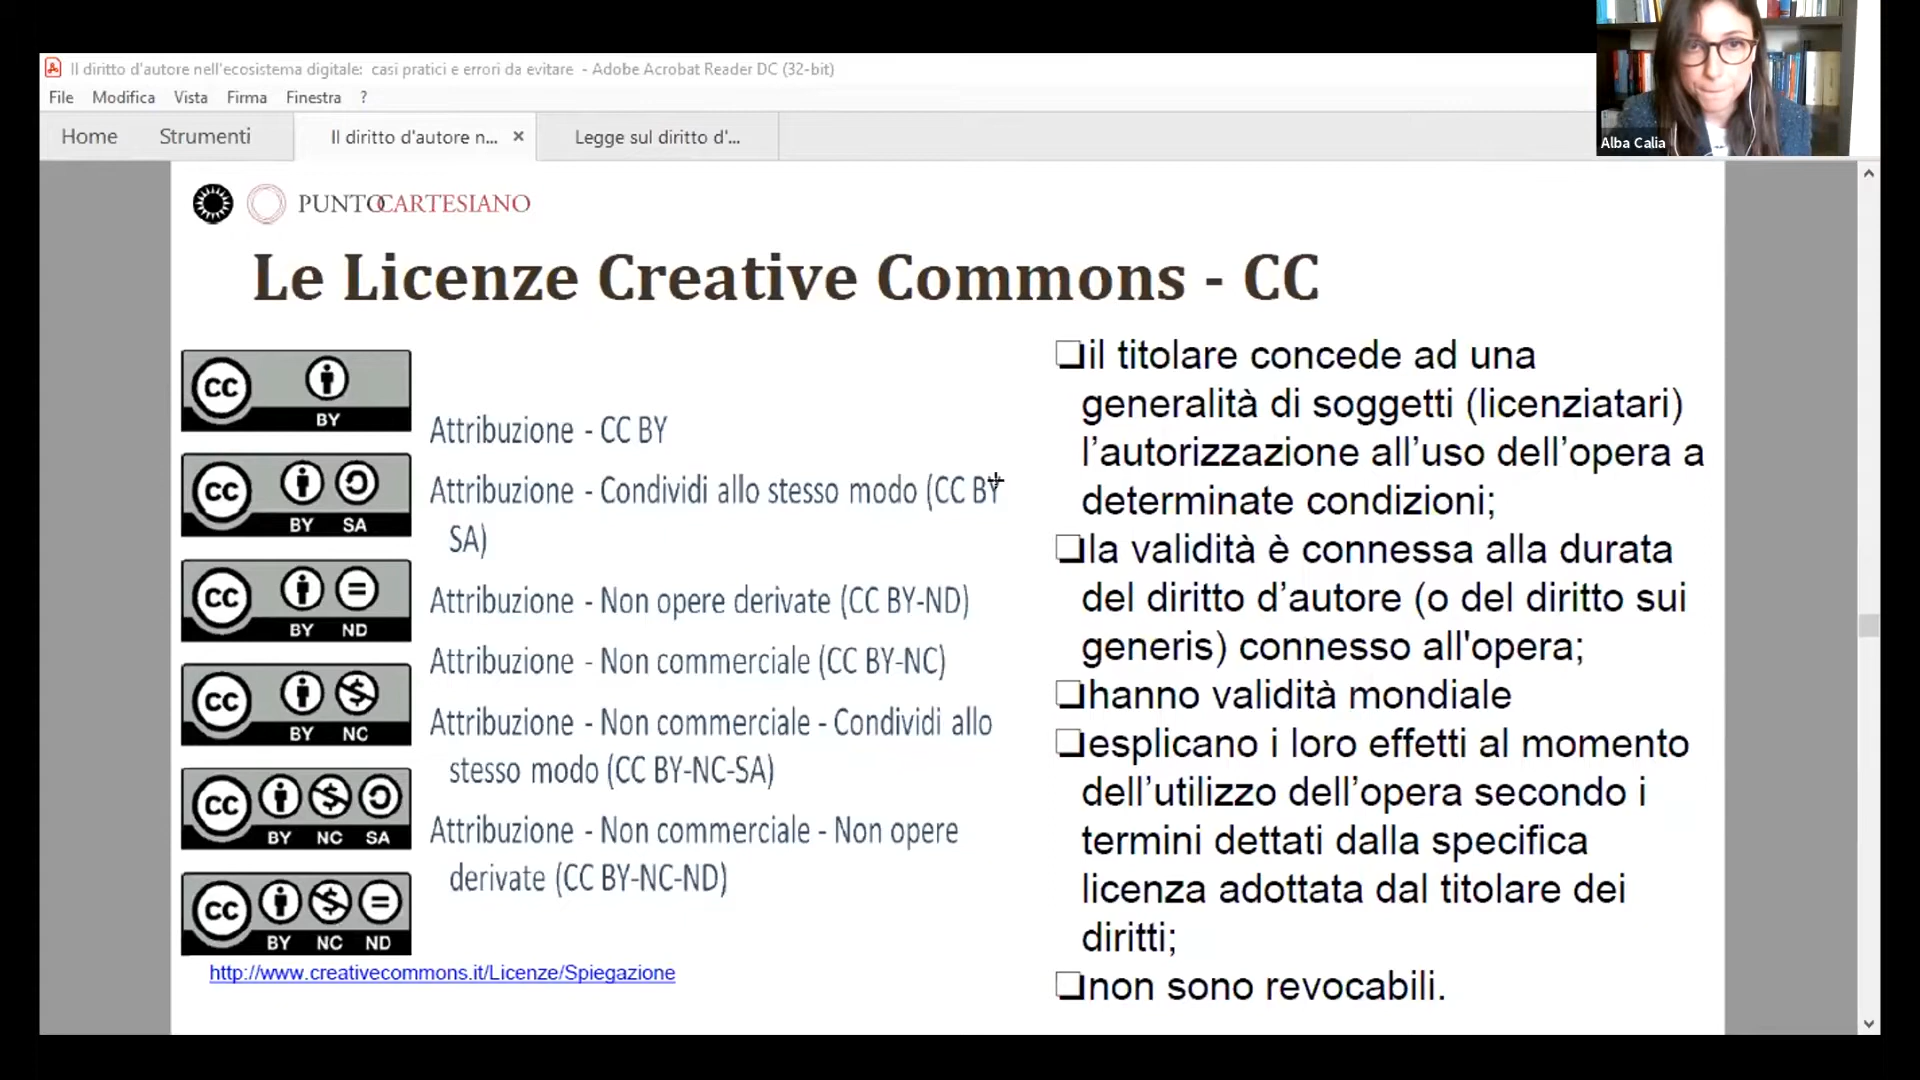 Il diritto d'autore nell'ecosistema digitale:  casi pratici e errori da evitare  - Adobe Acrobat Reader DC (32-bit)
File Modifica Vista Firma Finestra ?
Home Strumenti Il diritto d'autore n... × Legge sul diritto d'...
Alba Calia
PUNTOCARTESIANO
Le Licenze Creative Commons - CC
cc BY
cc BY SA
cc BY ND
cc BY NC
cc BY NC SA
cc BY NC ND
Attribuzione - CC BY
Attribuzione - Condividi allo stesso modo (CC BY
SA)
Attribuzione - Non opere derivate (CC BY-ND)
Attribuzione - Non commerciale (CC BY-NC)
Attribuzione - Non commerciale - Condividi allo
stesso modo (CC BY-NC-SA)
Attribuzione - Non commerciale - Non opere
derivate (CC BY-NC-ND)
http://www.creativecommons.it/Licenze/Spiegazione
❑il titolare concede ad una
generalità di soggetti (licenziatari)
l’autorizzazione all’uso dell’opera a
determinate condizioni;
❑la validità è connessa alla durata
del diritto d’autore (o del diritto sui
generis) connesso all'opera;
❑hanno validità mondiale
❑esplicano i loro effetti al momento
dell’utilizzo dell’opera secondo i
termini dettati dalla specifica
licenza adottata dal titolare dei
diritti;
❑non sono revocabili.